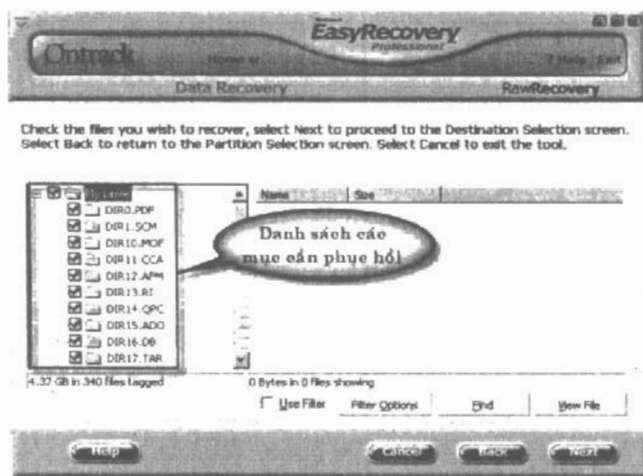 EasyRecovery
Professional
Ontrack
Home
? Help Exit
Data Recovery
RawRecovery
Check the files you wish to recover, select Next to proceed to the Destination Selection screen.
Select Back to return to the Partition Selection screen. Select Cancel to exit the tool.
Name Size
DIR0.PDF
DIR1.SCM
DIR10.MOF
DIR11.CCA
DIR12.AFM
DIR13.RI
DIR14.QPC
DIR15.ADO
DIR16.DB
DIR17.TAR
Danh sách các
mục cần phục hồi
4.37 GB in 340 files tagged
0 Bytes in 0 files showing
Use Filter
Filter Options
Find
View File
Help
Cancel
Back
Next